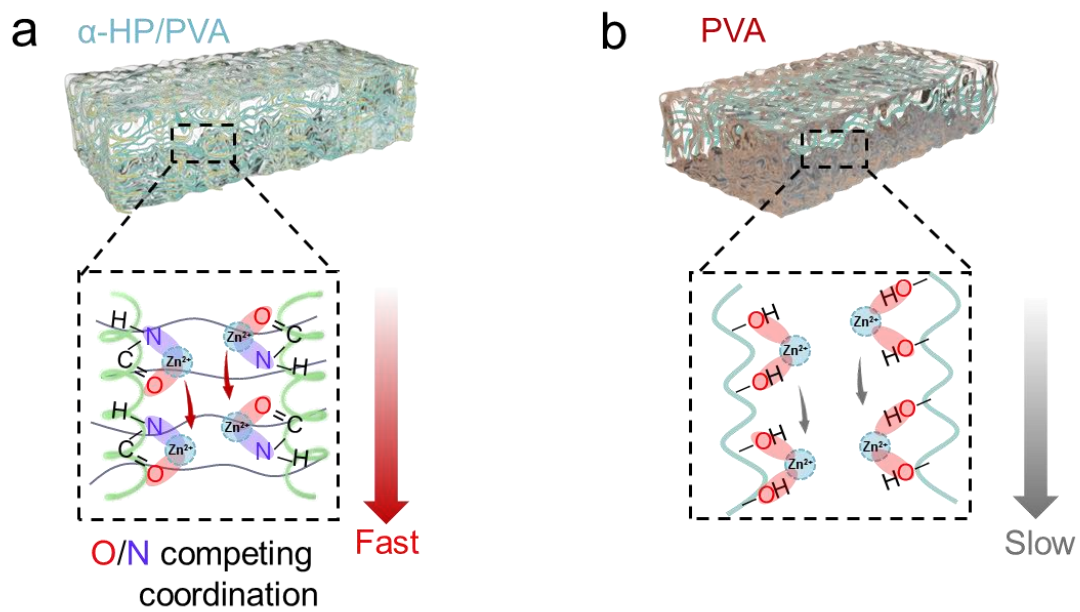 a
α-HP/PVA
H
N
Zn²⁺
O
C
C
Zn²⁺
O
N
H
H
N
Zn²⁺
O
C
C
Zn²⁺
O
N
H
Fast
O/N competing
coordination
b
PVA
OH
HO
Zn²⁺
Zn²⁺
OH
HO
OH
HO
Zn²⁺
Zn²⁺
OH
HO
Slow